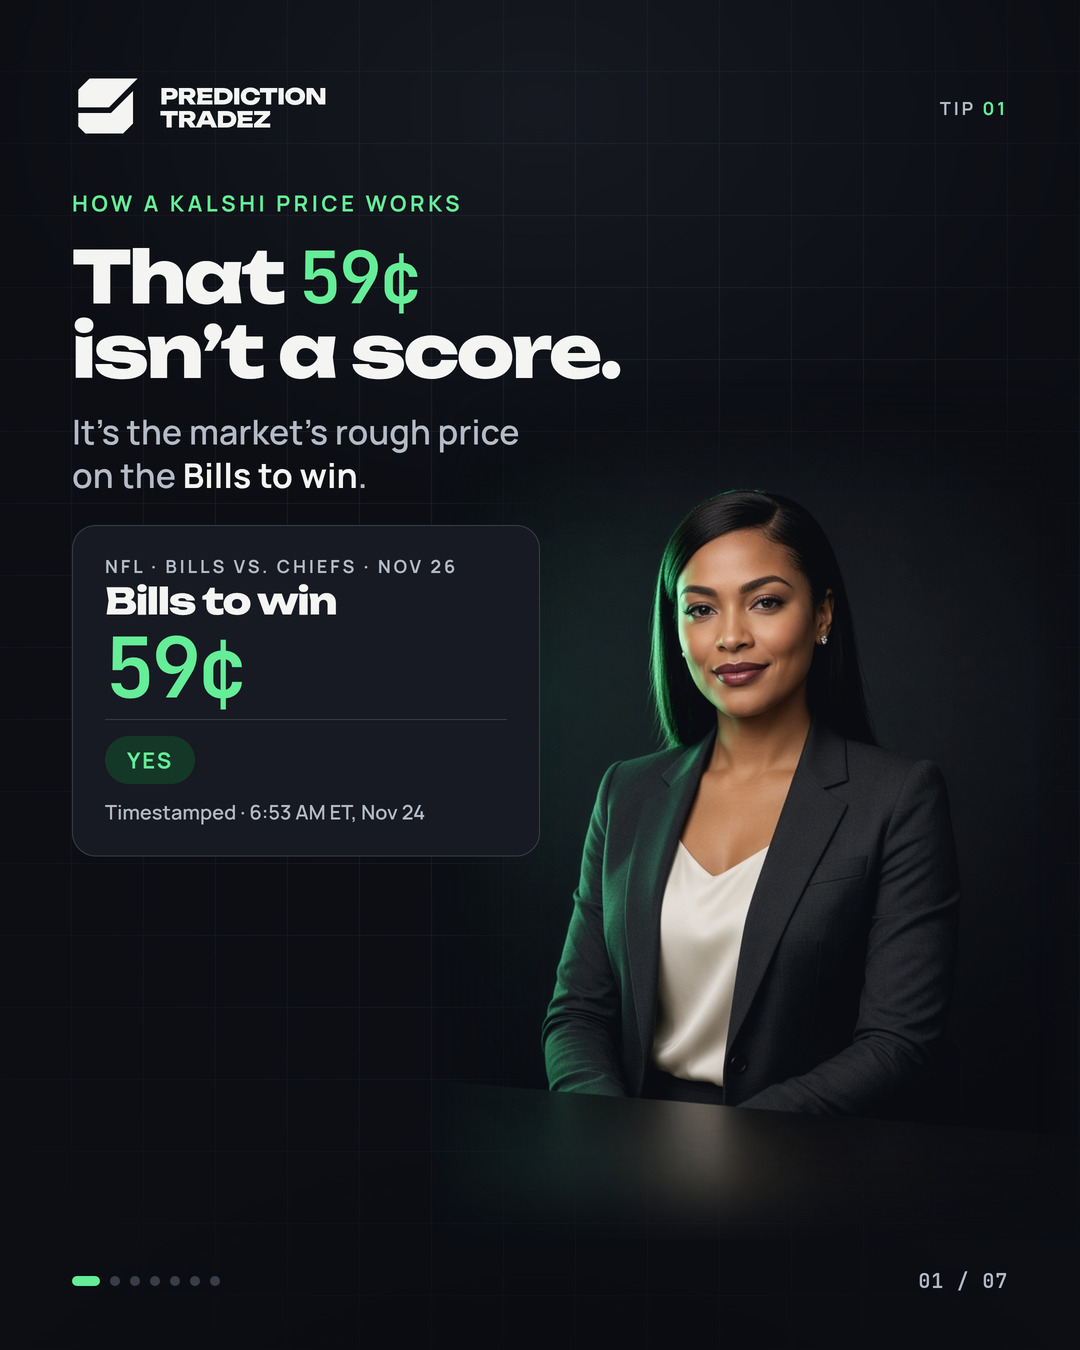 PREDICTION
TRADEZ
TIP 01
HOW A KALSHI PRICE WORKS
That 59¢
isn’t a score.
It’s the market’s rough price
on the Bills to win.
NFL · BILLS VS. CHIEFS · NOV 26
Bills to win
59¢
YES
Timestamped · 6:53 AM ET, Nov 24
01 / 07